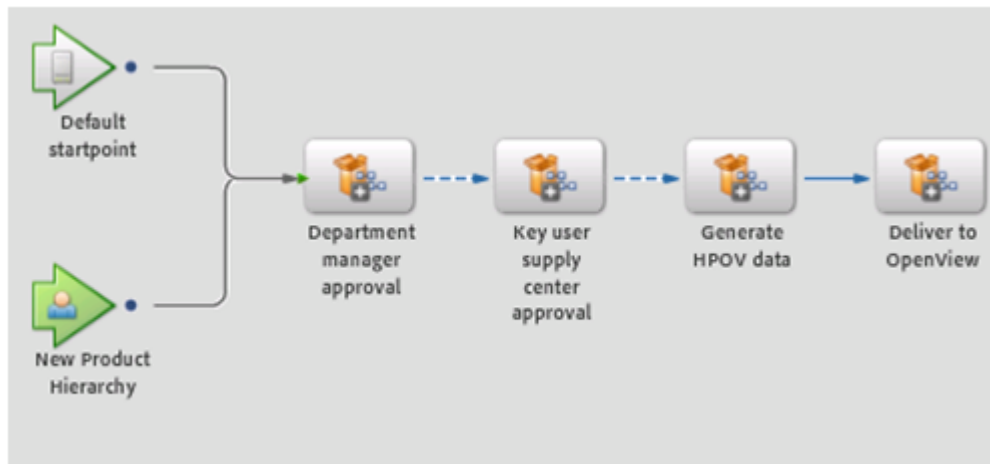 Default
startpoint
Department
manager
approval
Key user
supply
center
approval
Generate
HPOV data
Deliver to
OpenView
New Product
Hierarchy